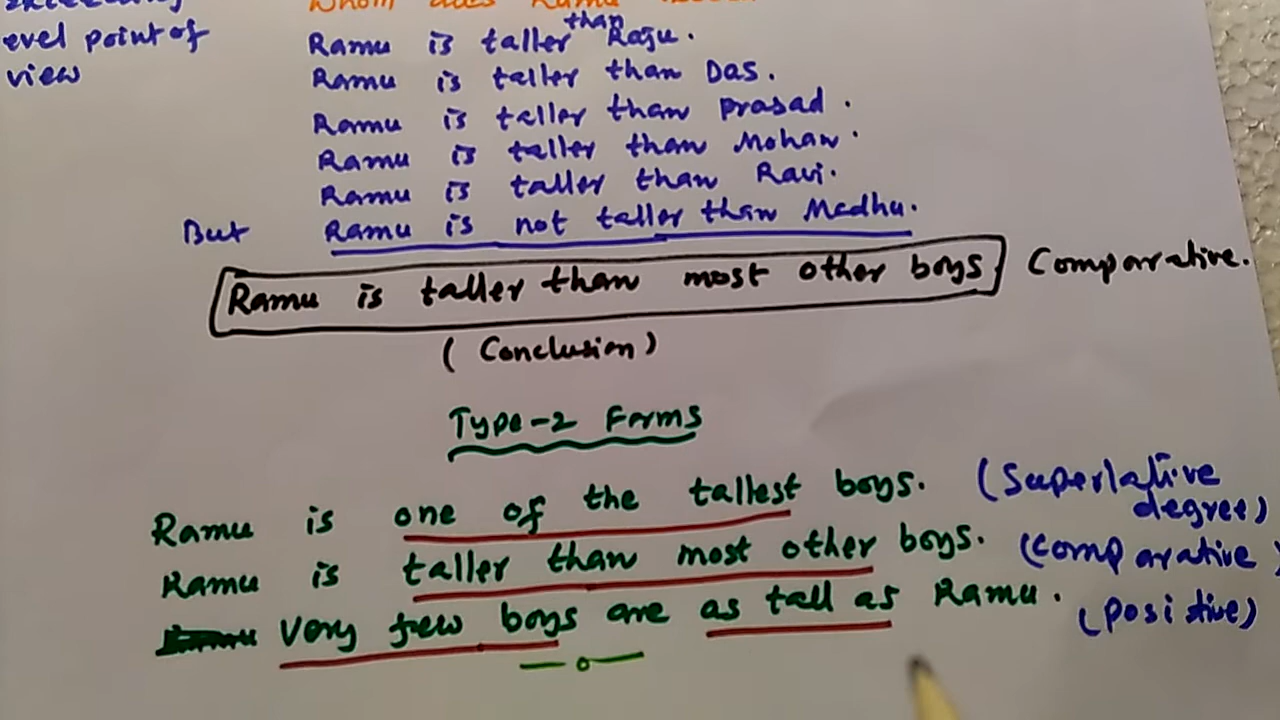 evel point of
view
Ramu is taller than Raju.
Ramu is taller than Das.
Ramu is taller than prasad.
Ramu is taller than Mohan.
Ramu is taller than Ravi.
But Ramu is not taller than Madhu.
Ramu is taller than most other boys Comparative.
(Conclusion)
Type-2 Forms
Ramu is one of the tallest boys. (Superlative degree)
Ramu is taller than most other boys. (Comparative)
Very few boys are as tall as Ramu. (positive)